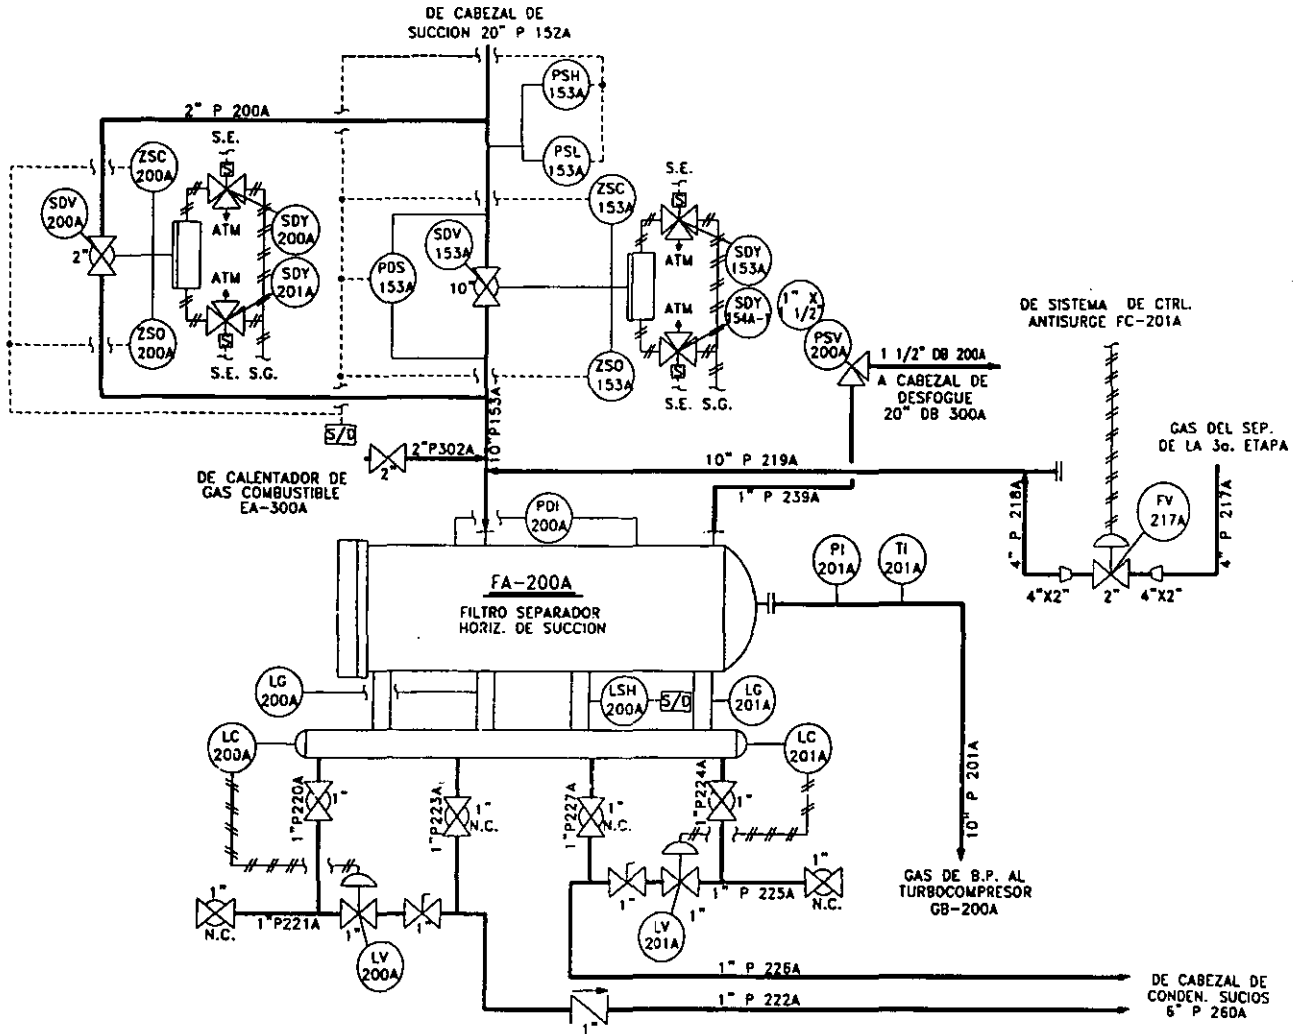 DE CABEZAL DE
SUCCION 20" P 152A
2" P 200A
PSH
153A
PSL
153A
S.E.
S
ZSC
200A
SDV
200A
2"
ATM
SDY
200A
ATM
SDY
201A
ZSO
200A
S
S.E.
S.G.
ZSC
153A
SDV
153A
PDS
153A
10"
S.E.
S
ATM
SDY
153A
ATM
SDY
154A-1
ZSO
153A
S
S.E.
S.G.
1" X
1 1/2"
PSV
200A
1 1/2" DB 200A
A CABEZAL DE
DESFOGUE
20" DB 300A
DE SISTEMA DE CTRL.
ANTISURGE FC-201A
GAS DEL SEP.
DE LA 3a. ETAPA
S/D
10"P153A
2"P302A
2"
DE CALENTADOR DE
GAS COMBUSTIBLE
EA-300A
10" P 219A
1" P 239A
4" P 218A
FV
217A
4" P 217A
4"X2"
2"
4"X2"
PDI
200A
PI
201A
TI
201A
FA-200A
FILTRO SEPARADOR
HORIZ. DE SUCCION
LG
200A
LSH
200A
S/D
LG
201A
LC
200A
LC
201A
1"P220A
1"
1"P223A
1"
N.C.
1"P227A
1"
N.C.
1"P224A
1"
10" P 201A
GAS DE B.P. AL
TURBOCOMPRESOR
GB-200A
1"
N.C.
1"P221A
1"
1"
LV
200A
1"
1"
1" P 225A
1"
N.C.
LV
201A
1" P 226A
1" P 222A
1"
DE CABEZAL DE
CONDEN. SUCIOS
6" P 260A